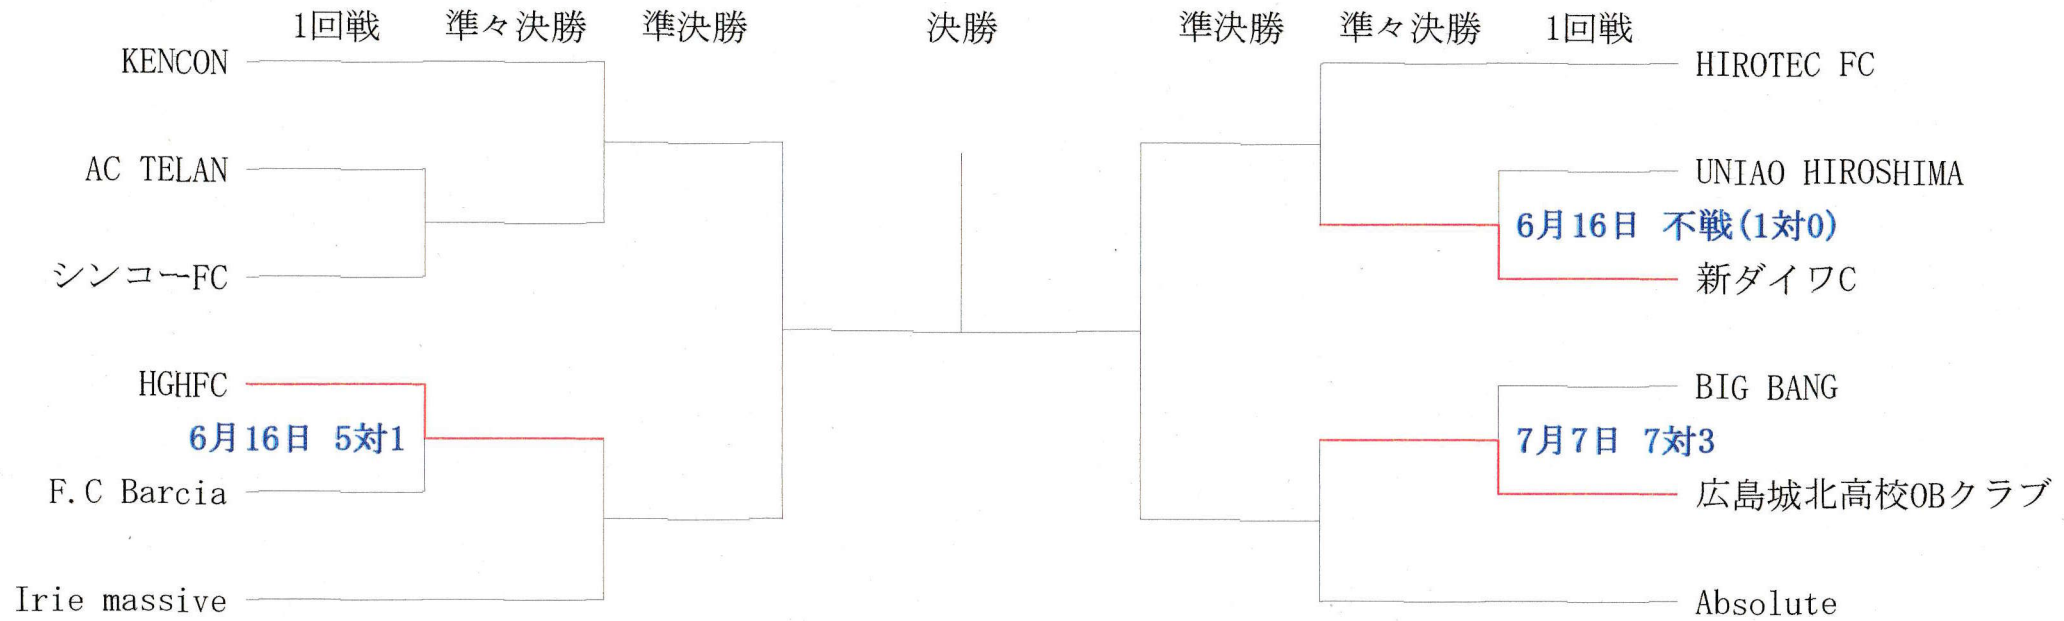 1回戦 準々決勝 準決勝 決勝 準決勝 準々決勝 1回戦
KENCON
AC TELAN
シンコーFC
HGHFC
6月16日 5対1
F.C Barcia
Irie massive
HIROTEC FC
UNIAO HIROSHIMA
6月16日 不戦(1対0)
新ダイワC
BIG BANG
7月7日 7対3
広島城北高校OBクラブ
Absolute